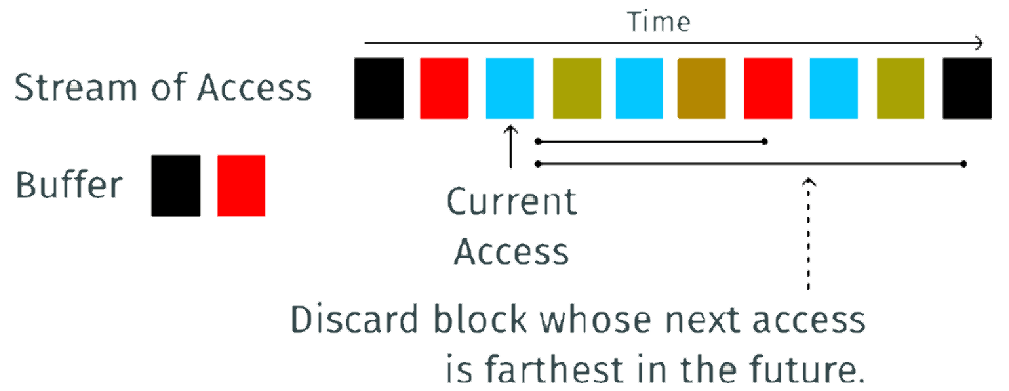 Time
Stream of Access
Buffer
Current
Access
Discard block whose next access
is farthest in the future.